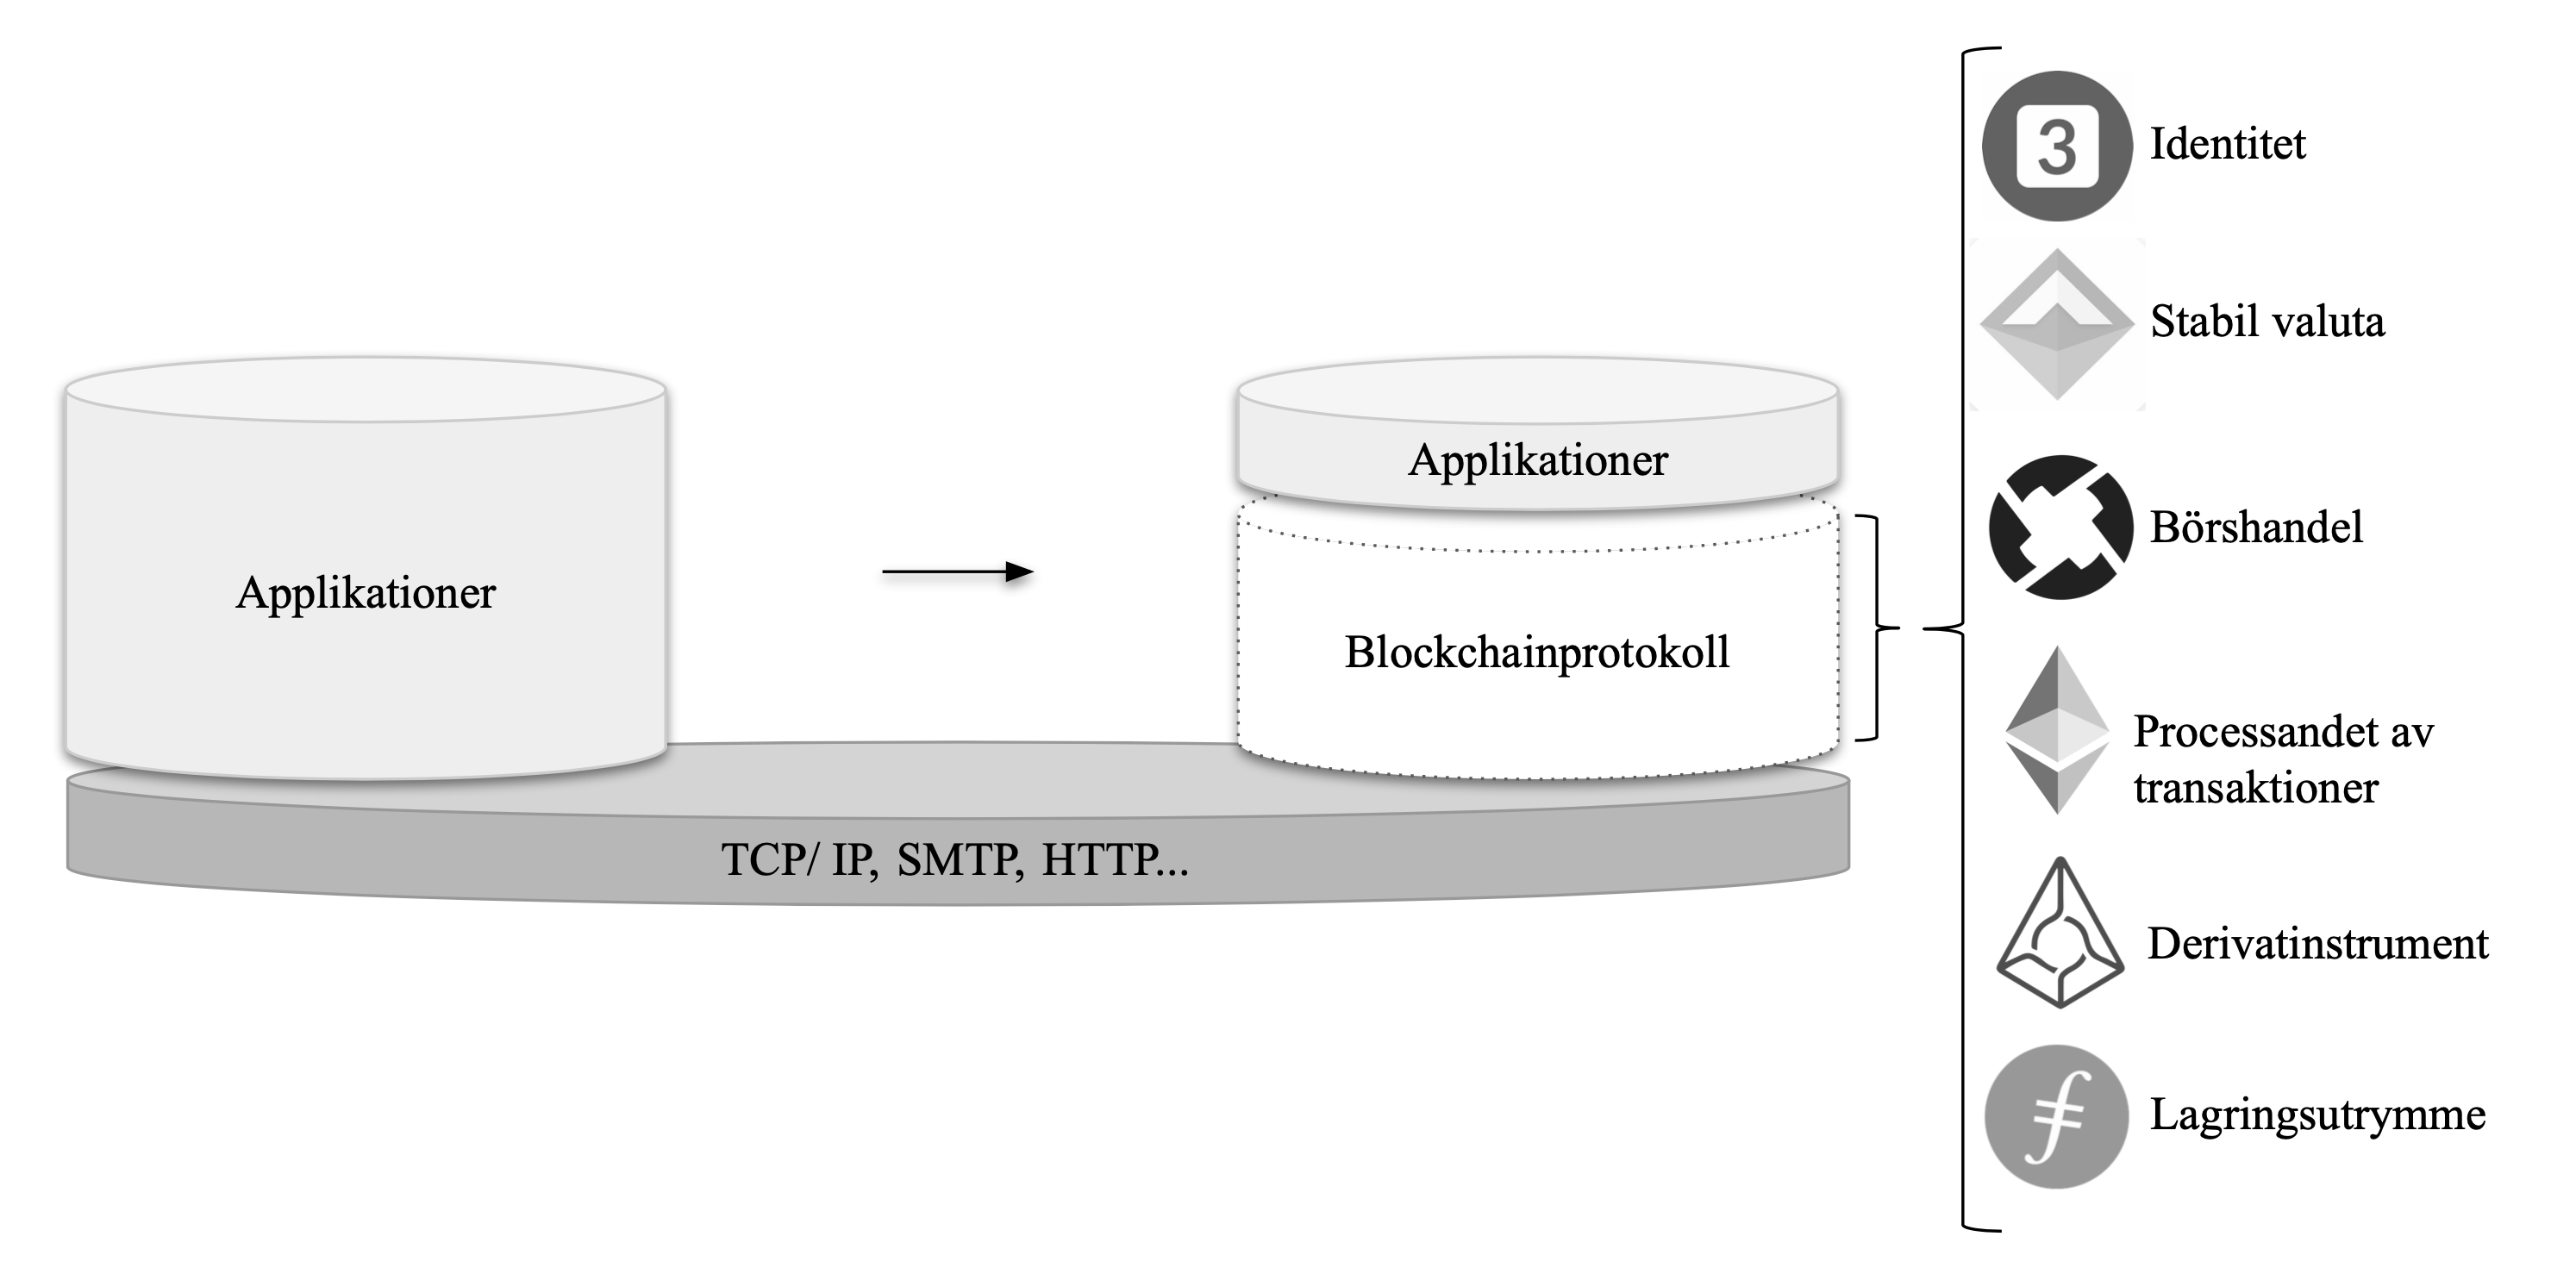 Applikationer
Applikationer
Blockchainprotokoll
TCP/ IP, SMTP, HTTP...
3
Identitet
Stabil valuta
Börshandel
Processandet av
transaktioner
Derivatinstrument
Lagringsutrymme